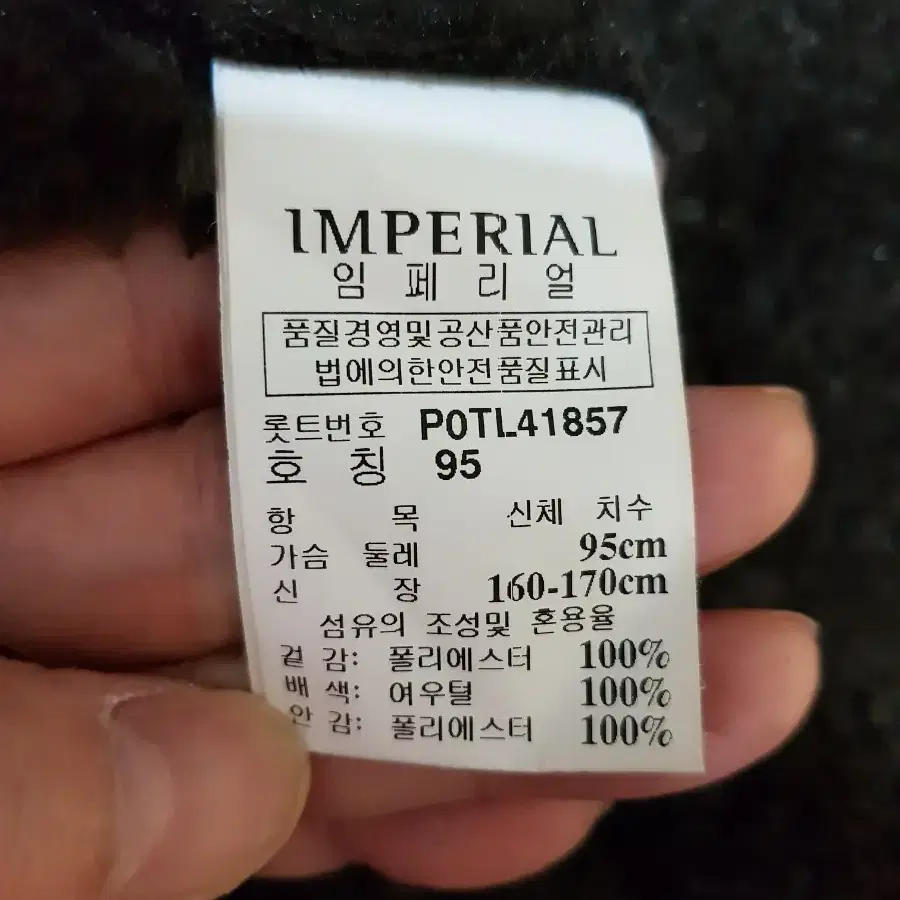 IMPERIAL
임 페 리 얼
품질경영및공산품안전관리
법에의한안전품질표시
롯트번호 P0TL41857
호 칭 95
항 목 신체 치수
가슴 둘레 95cm
신 장 160-170cm
섬유의 조성및 혼용율
겉 감: 폴리에스터 100%
배 색: 여우털 100%
안 감: 폴리에스터 100%